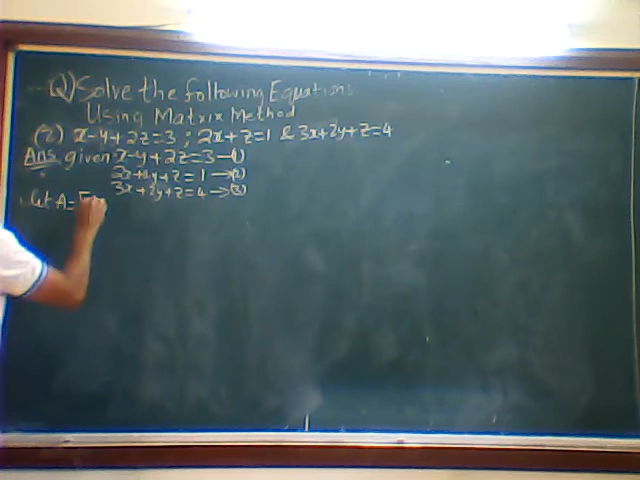 Q) Solve the following Equations
Using Matrix Method
(2) x-y+2z=3 ; 2x+z=1 & 3x+2y+z=4
Ans given x-y+2z=3 -(1)
2x+0y+z=1 →(2)
3x+2y+z=4 →(3)
let A=[